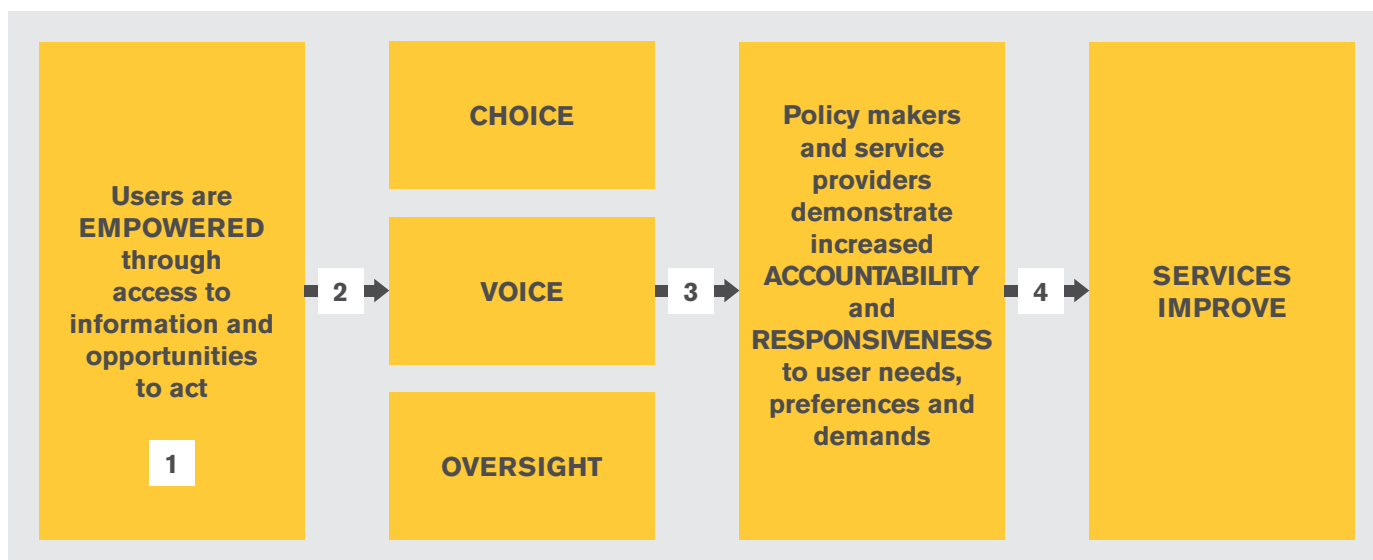 Users are
EMPOWERED
through
access to
information and
opportunities
to act
1
2
CHOICE
VOICE
OVERSIGHT
3
Policy makers
and service
providers
demonstrate
increased
ACCOUNTABILITY
and
RESPONSIVENESS
to user needs,
preferences and
demands
4
SERVICES
IMPROVE